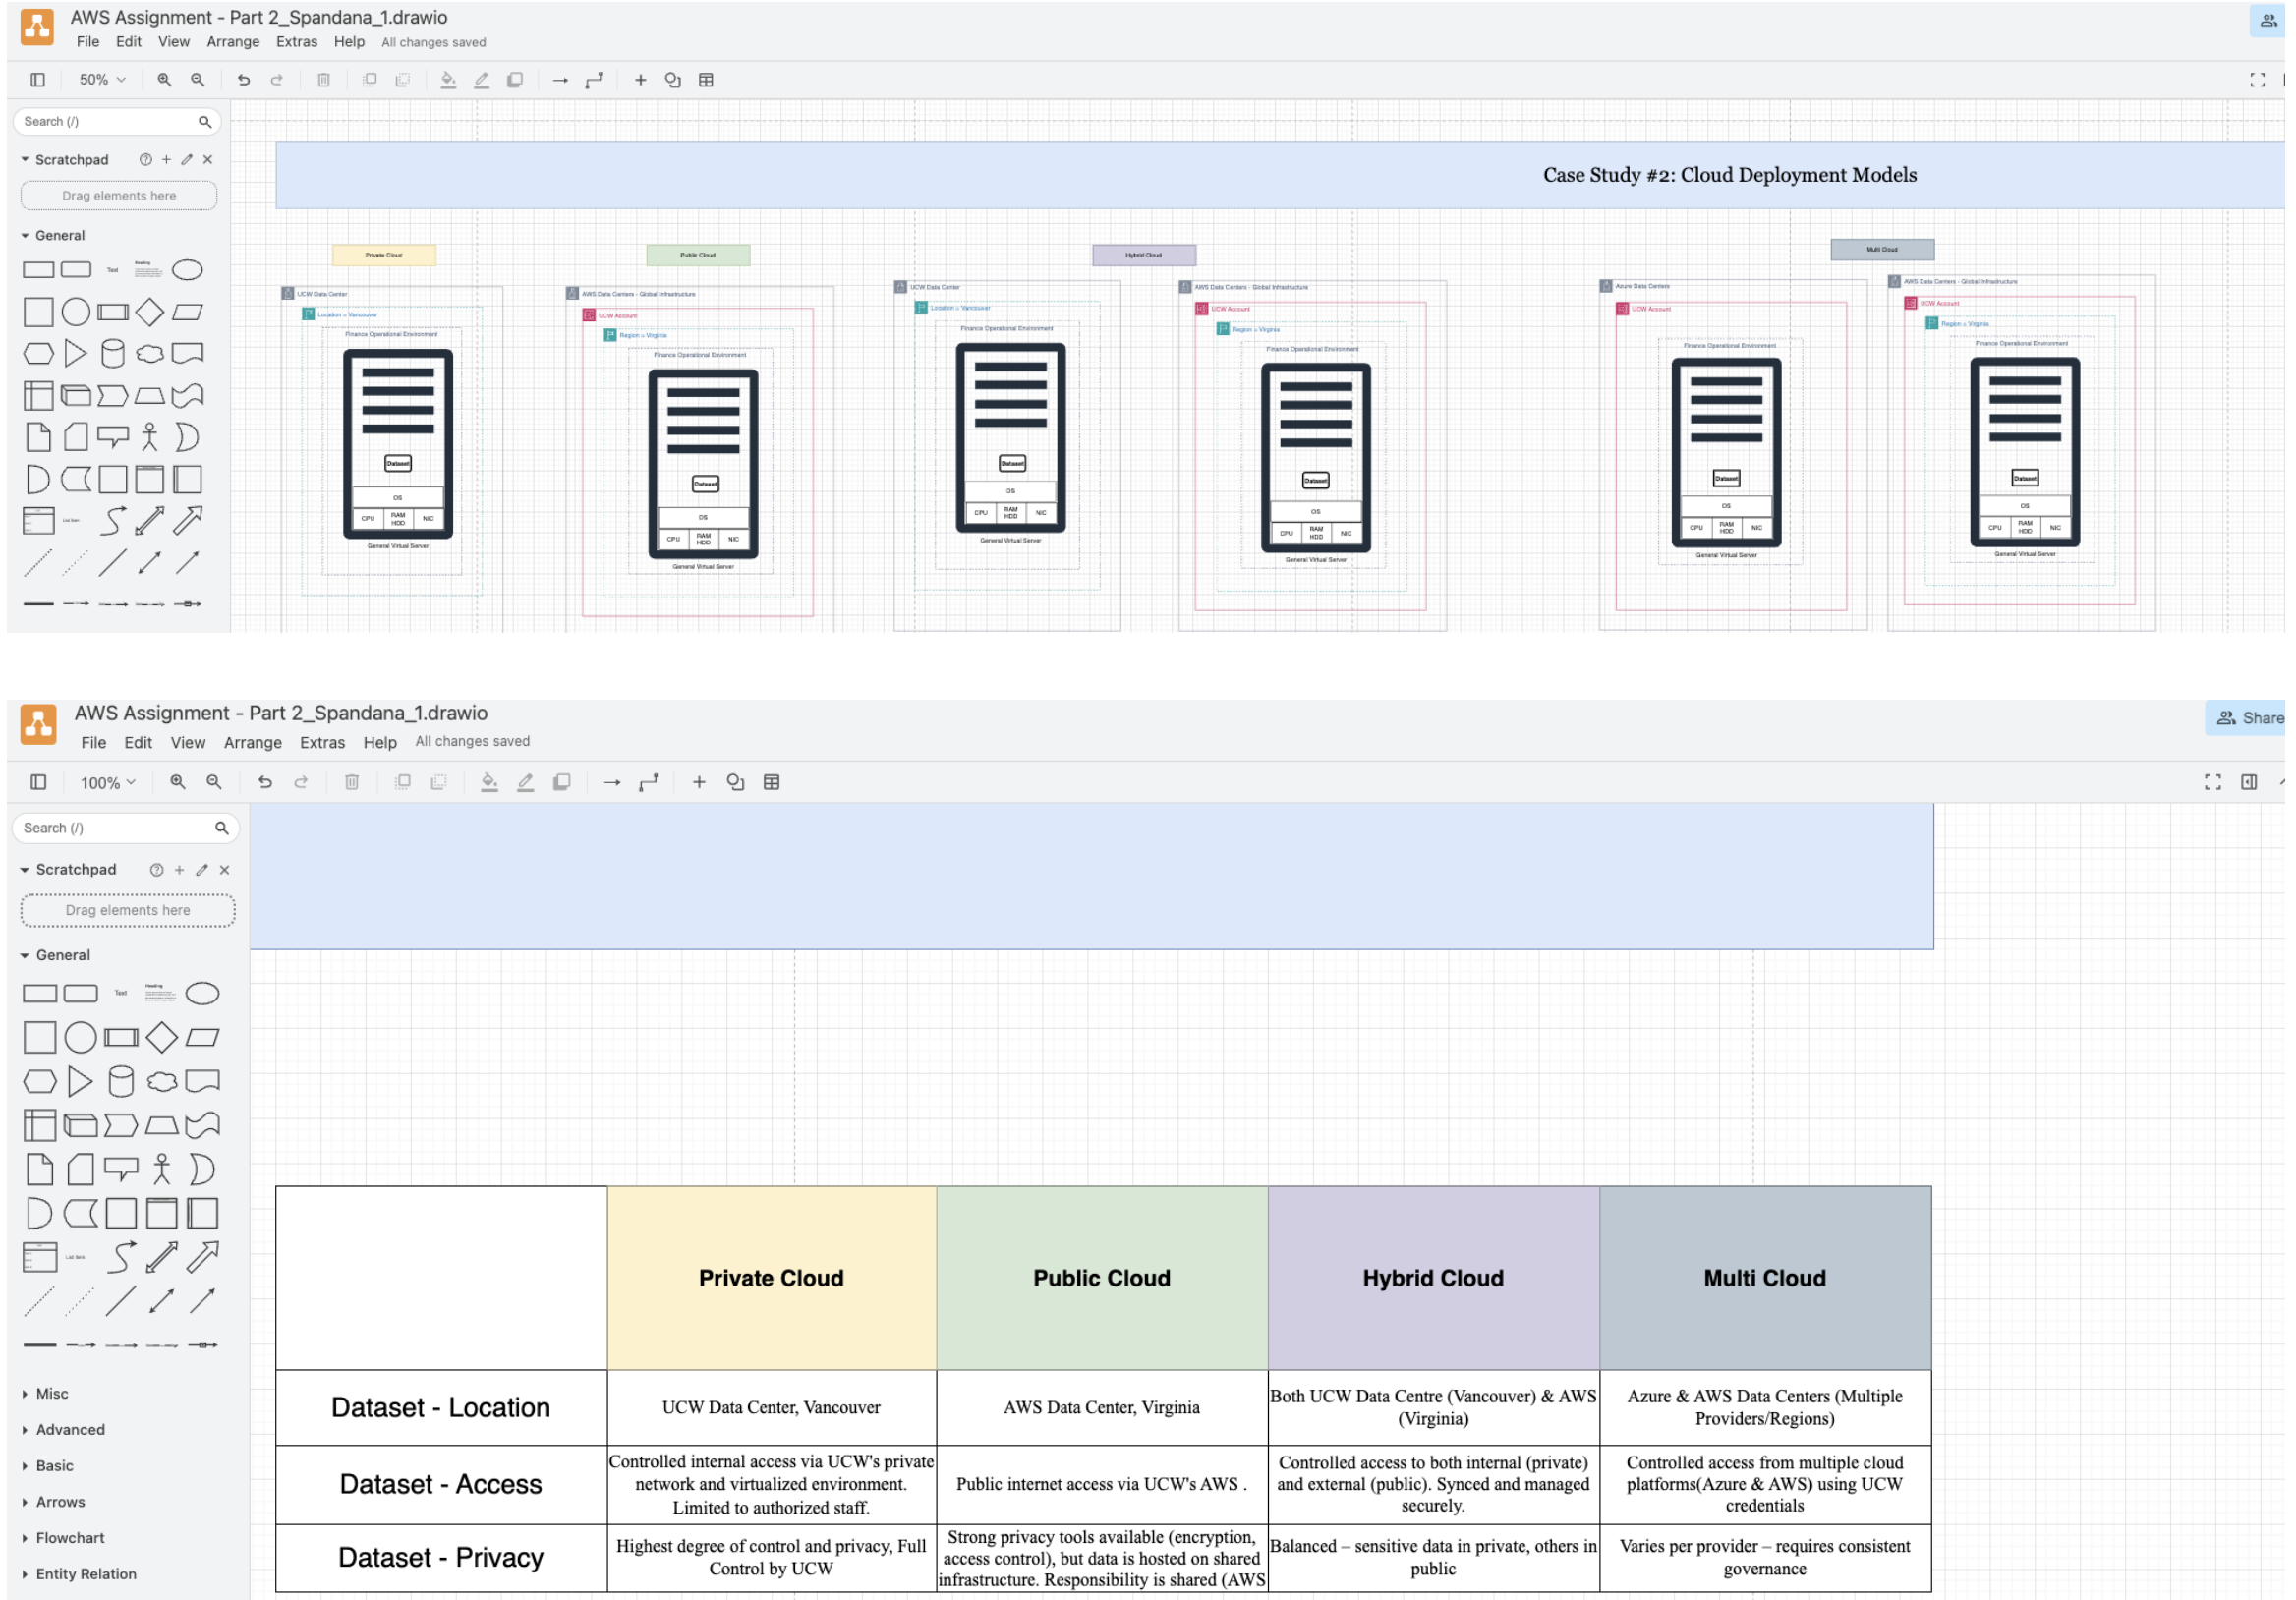 AWS Assignment - Part 2_Spandana_1.drawio
File Edit View Arrange Extras Help All changes saved
50%
Search (/)
Scratchpad
Drag elements here
General
Text
Heading
List Item
Case Study #2: Cloud Deployment Models
Private Cloud
UCW Data Center
Location = Vancouver
Finance Operational Environment
Dataset
OS
CPU RAM HDD NIC
General Virtual Server
Public Cloud
AWS Data Centers - Global Infrastructure
UCW Account
Region = Virginia
Finance Operational Environment
Dataset
OS
CPU RAM HDD NIC
General Virtual Server
Hybrid Cloud
UCW Data Center
Location = Vancouver
Finance Operational Environment
Dataset
OS
CPU RAM HDD NIC
General Virtual Server
AWS Data Centers - Global Infrastructure
UCW Account
Region = Virginia
Finance Operational Environment
Dataset
OS
CPU RAM HDD NIC
General Virtual Server
Multi Cloud
Azure Data Centers
UCW Account
Finance Operational Environment
Dataset
OS
CPU RAM HDD NIC
General Virtual Server
AWS Data Centers - Global Infrastructure
UCW Account
Region = Virginia
Finance Operational Environment
Dataset
OS
CPU RAM HDD NIC
General Virtual Server
AWS Assignment - Part 2_Spandana_1.drawio
File Edit View Arrange Extras Help All changes saved
Share
100%
Search (/)
Scratchpad
Drag elements here
General
Text
Heading
List Item
Misc
Advanced
Basic
Arrows
Flowchart
Entity Relation
Private Cloud
Public Cloud
Hybrid Cloud
Multi Cloud
Dataset - Location
UCW Data Center, Vancouver
AWS Data Center, Virginia
Both UCW Data Centre (Vancouver) & AWS
(Virginia)
Azure & AWS Data Centers (Multiple
Providers/Regions)
Dataset - Access
Controlled internal access via UCW's private
network and virtualized environment.
Limited to authorized staff.
Public internet access via UCW's AWS .
Controlled access to both internal (private)
and external (public). Synced and managed
securely.
Controlled access from multiple cloud
platforms(Azure & AWS) using UCW
credentials
Dataset - Privacy
Highest degree of control and privacy, Full
Control by UCW
Strong privacy tools available (encryption,
access control), but data is hosted on shared
infrastructure. Responsibility is shared (AWS
Balanced – sensitive data in private, others in
public
Varies per provider – requires consistent
governance